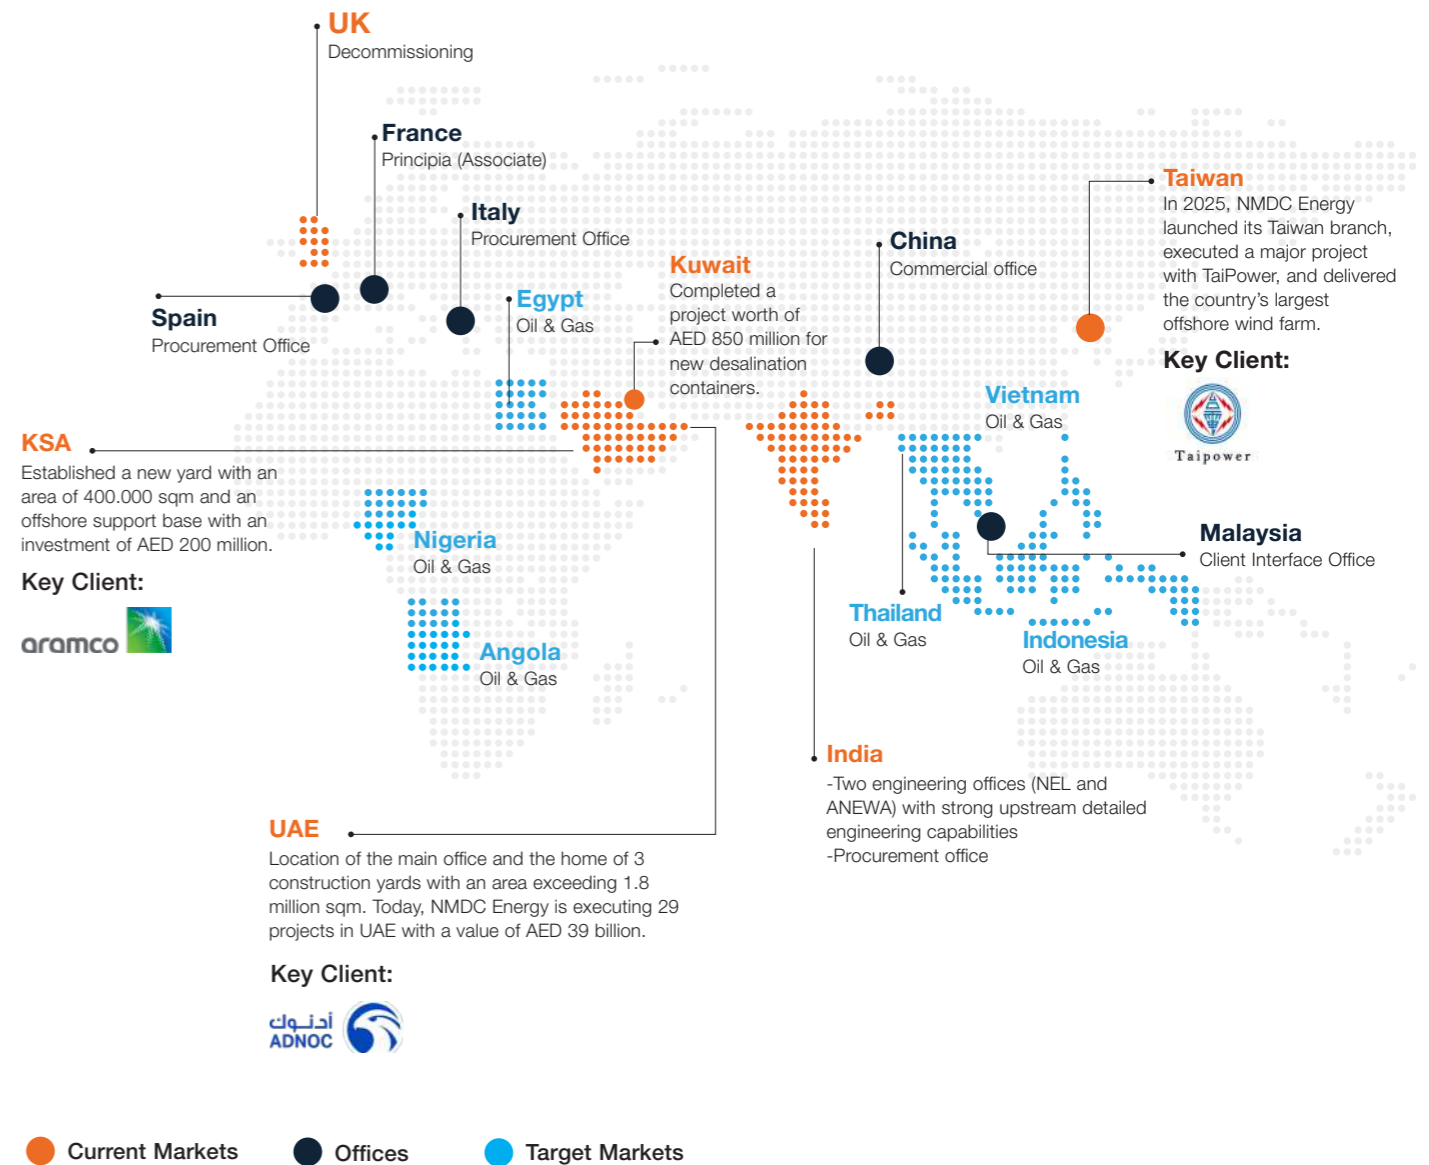 UK
Decommissioning
France
Principia (Associate)
Italy
Procurement Office
Spain
Procurement Office
Egypt
Oil & Gas
Kuwait
Completed a
project worth of
AED 850 million for
new desalination
containers.
China
Commercial office
Taiwan
In 2025, NMDC Energy
launched its Taiwan branch,
executed a major project
with TaiPower, and delivered
the country’s largest
offshore wind farm.
Key Client:
Taipower
Vietnam
Oil & Gas
KSA
Established a new yard with an
area of 400.000 sqm and an
offshore support base with an
investment of AED 200 million.
Key Client:
aramco
Nigeria
Oil & Gas
Angola
Oil & Gas
Malaysia
Client Interface Office
Thailand
Oil & Gas
Indonesia
Oil & Gas
India
-Two engineering offices (NEL and
ANEWA) with strong upstream detailed
engineering capabilities
-Procurement office
UAE
Location of the main office and the home of 3
construction yards with an area exceeding 1.8
million sqm. Today, NMDC Energy is executing 29
projects in UAE with a value of AED 39 billion.
Key Client:
أدنوك
ADNOC
Current Markets
Offices
Target Markets